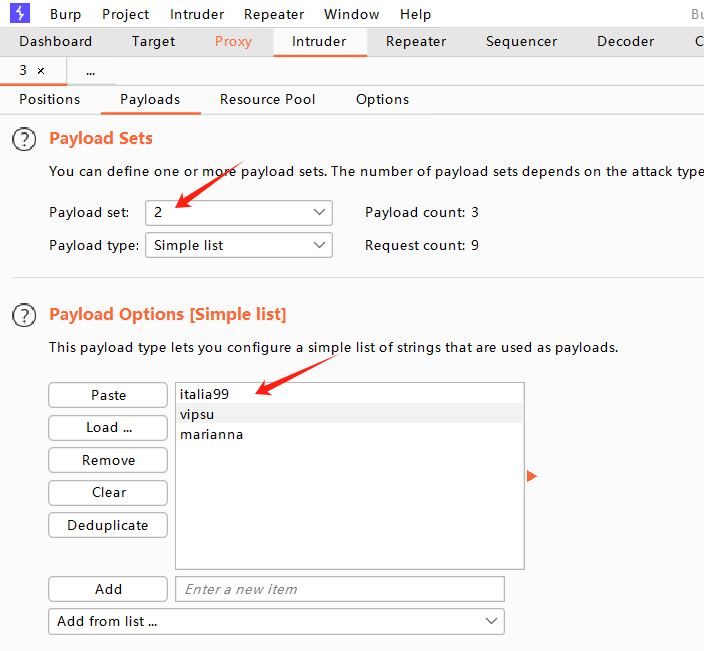 Burp Project Intruder Repeater Window Help Bu
Dashboard Target Proxy Intruder Repeater Sequencer Decoder C
3 × ...
Positions Payloads Resource Pool Options
? Payload Sets
You can define one or more payload sets. The number of payload sets depends on the attack type
Payload set: 2 Payload count: 3
Payload type: Simple list Request count: 9
? Payload Options [Simple list]
This payload type lets you configure a simple list of strings that are used as payloads.
Paste
Load ...
Remove
Clear
Deduplicate
italia99
vipsu
marianna
Add Enter a new item
Add from list ...